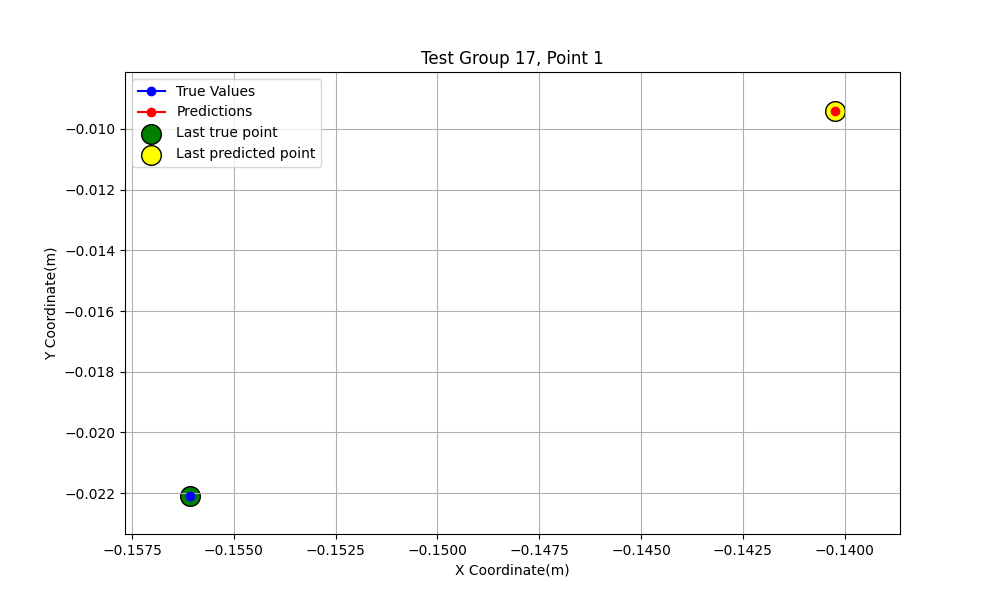 Test Group 17, Point 1
True Values
Predictions
Last true point
Last predicted point
Y Coordinate(m)
−0.010
−0.012
−0.014
−0.016
−0.018
−0.020
−0.022
−0.1575 −0.1550 −0.1525 −0.1500 −0.1475 −0.1450 −0.1425 −0.1400
X Coordinate(m)